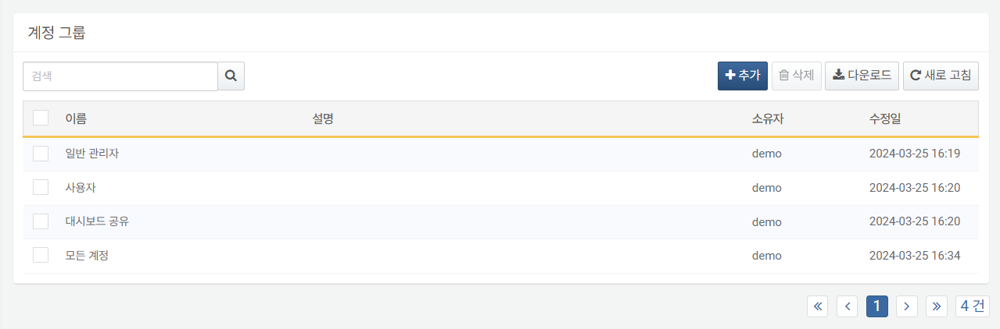 계정 그룹
검색 추가 삭제 다운로드 새로 고침
이름 설명 소유자 수정일
일반 관리자 demo 2024-03-25 16:19
사용자 demo 2024-03-25 16:20
대시보드 공유 demo 2024-03-25 16:20
모든 계정 demo 2024-03-25 16:34
1 4 건